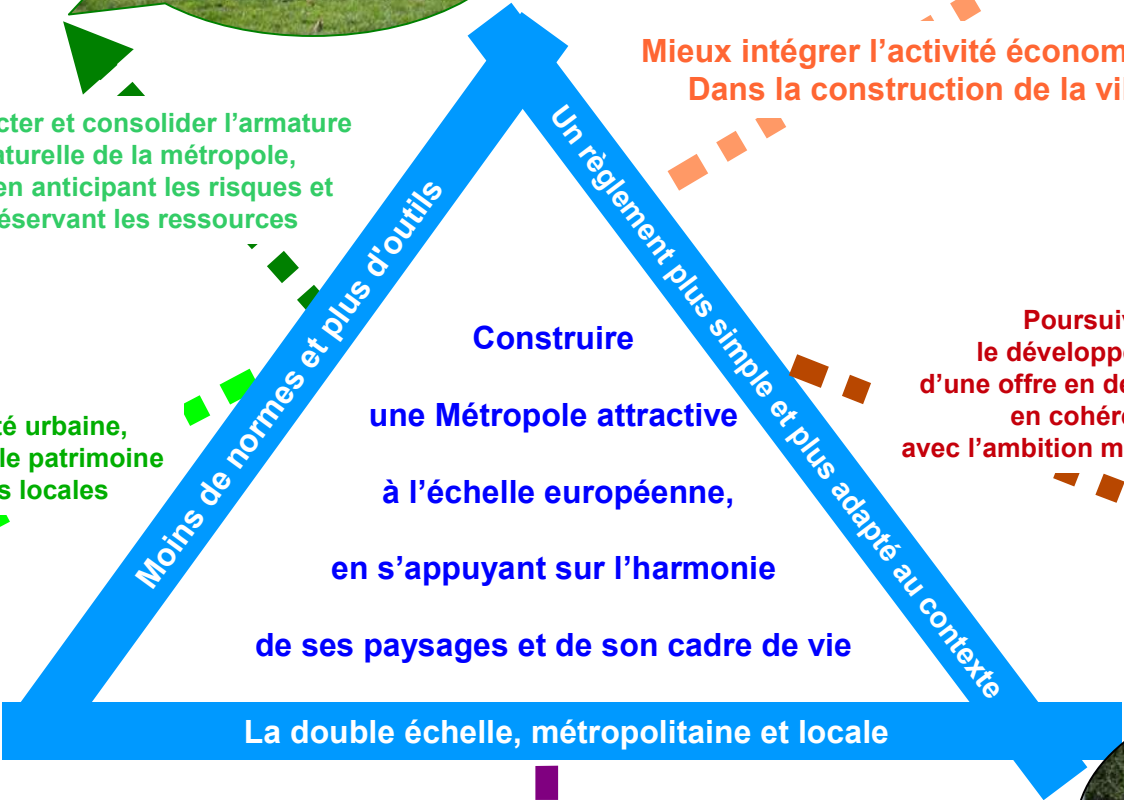 Mieux intégrer l'activité économ
Dans la construction de la vi
cter et consolider l'armature
aturelle de la métropole,
en anticipant les risques et
éservant les ressources
Moins de normes et plus d'outils
Un règlement plus simple et plus adapté au contexte
Construire
une Métropole attractive
à l'échelle européenne,
en s'appuyant sur l'harmonie
de ses paysages et de son cadre de vie
Poursuiv
le développe
d'une offre en de
en cohére
avec l'ambition m
té urbaine,
le patrimoine
s locales
La double échelle, métropolitaine et locale